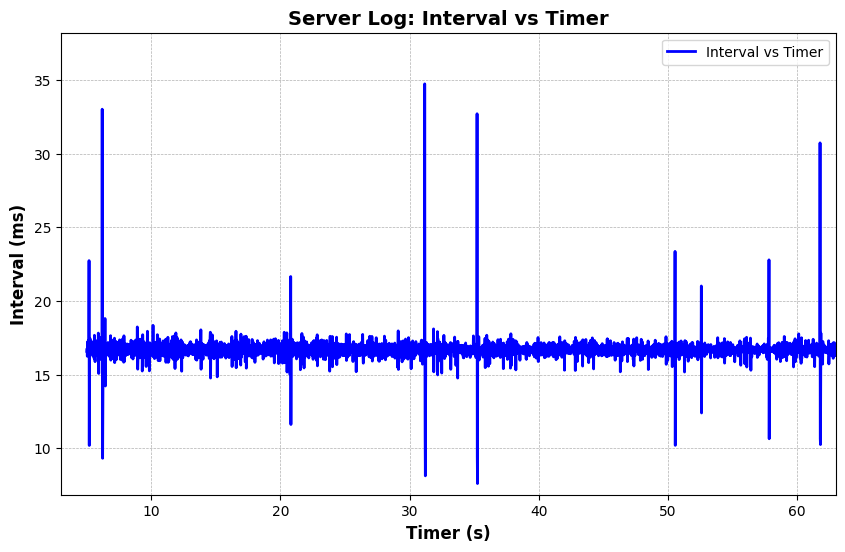 Server Log: Interval vs Timer
Interval vs Timer
35
30
25
20
15
10
Interval (ms)
10 20 30 40 50 60
Timer (s)